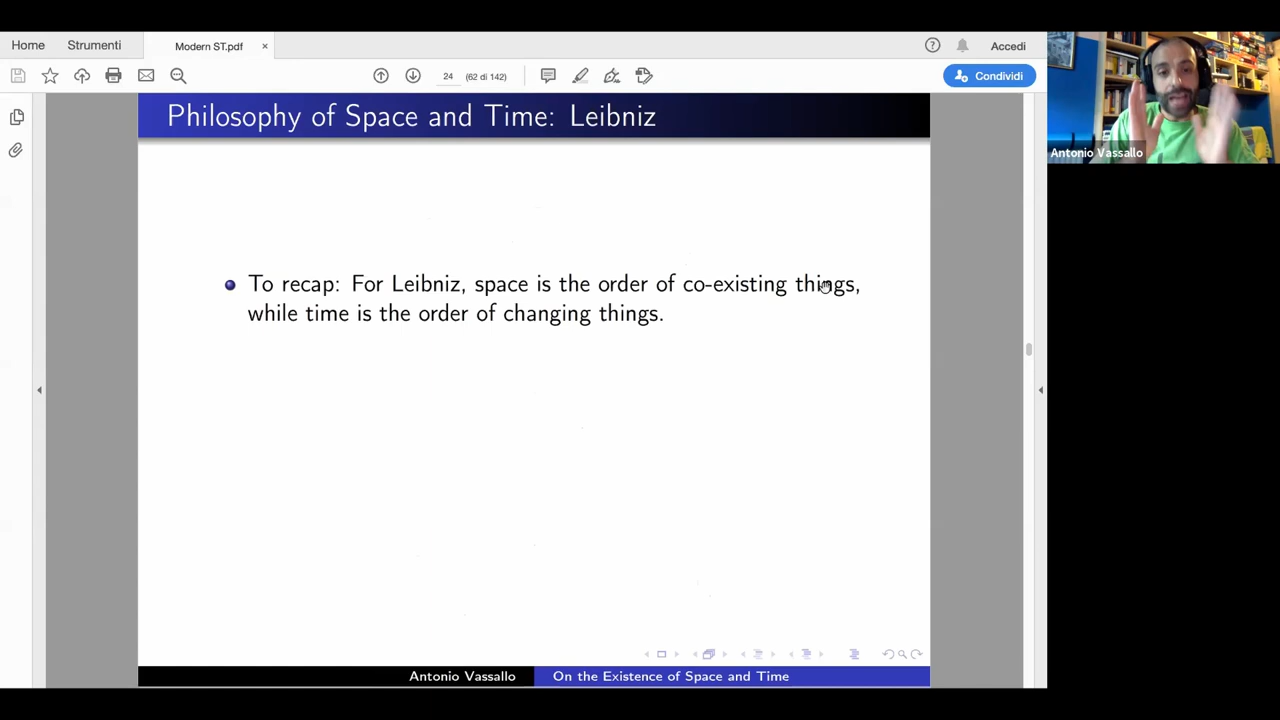 Home Strumenti Modern ST.pdf × Accedi
24 (62 di 142) Condividi
Philosophy of Space and Time: Leibniz
Antonio Vassallo
To recap: For Leibniz, space is the order of co-existing things,
while time is the order of changing things.
Antonio Vassallo On the Existence of Space and Time